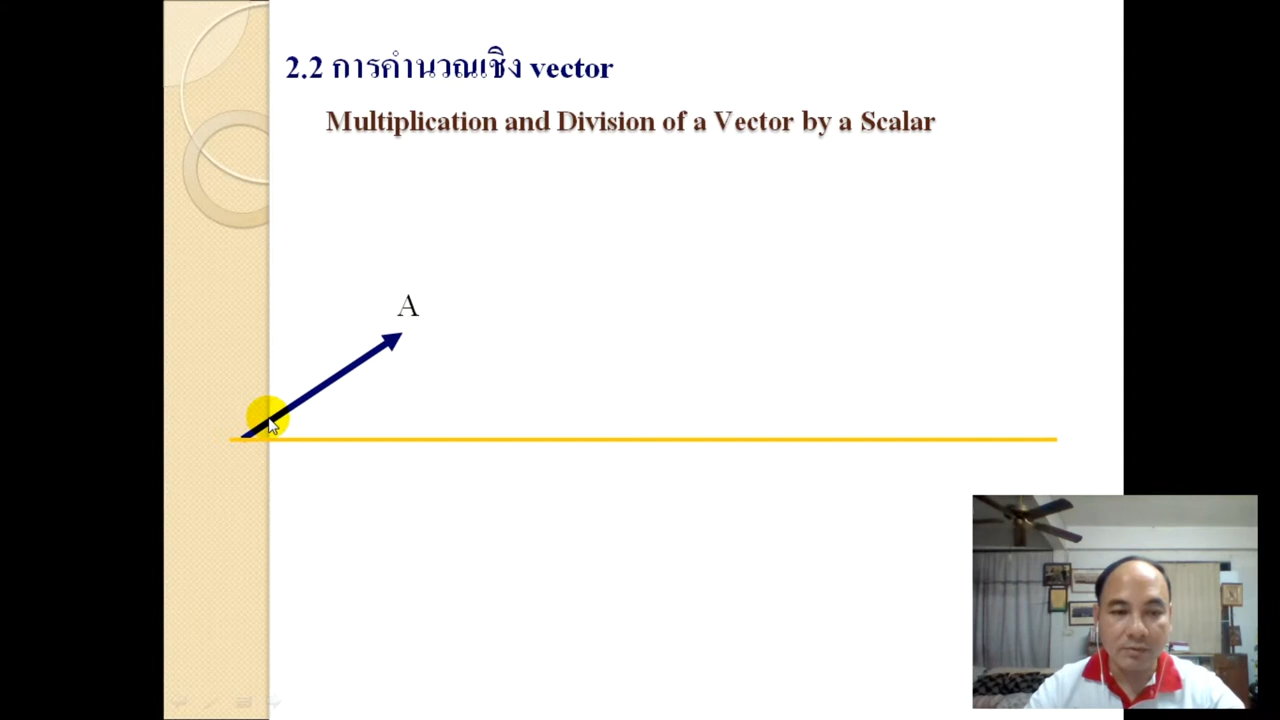 2.2 การคำนวณเชิง vector
Multiplication and Division of a Vector by a Scalar
A